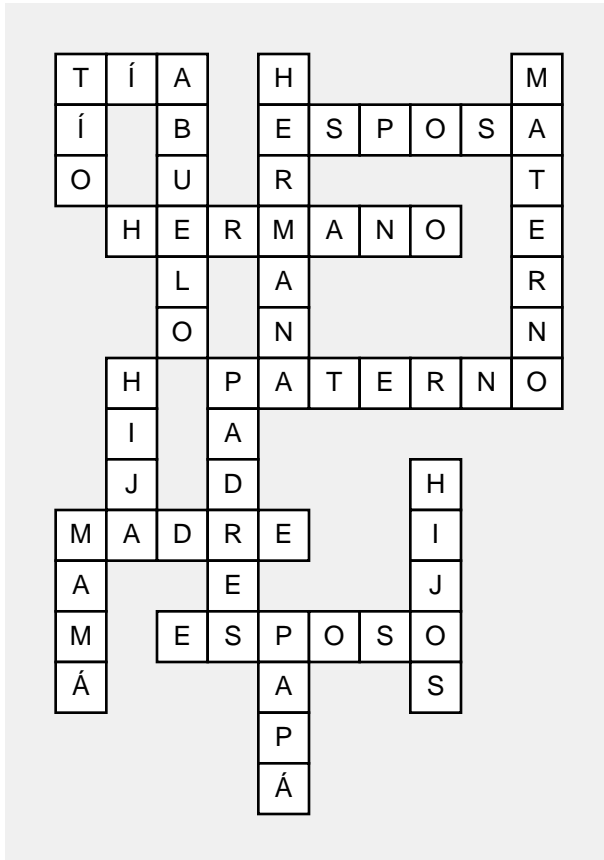 T Í A H M
Í B E S P O S A
O U R T
H E R M A N O E
L A R
O N N
H P A T E R N O
I A
J D H
M A D R E I
A E J
M E S P O S O
Á A S
P
Á